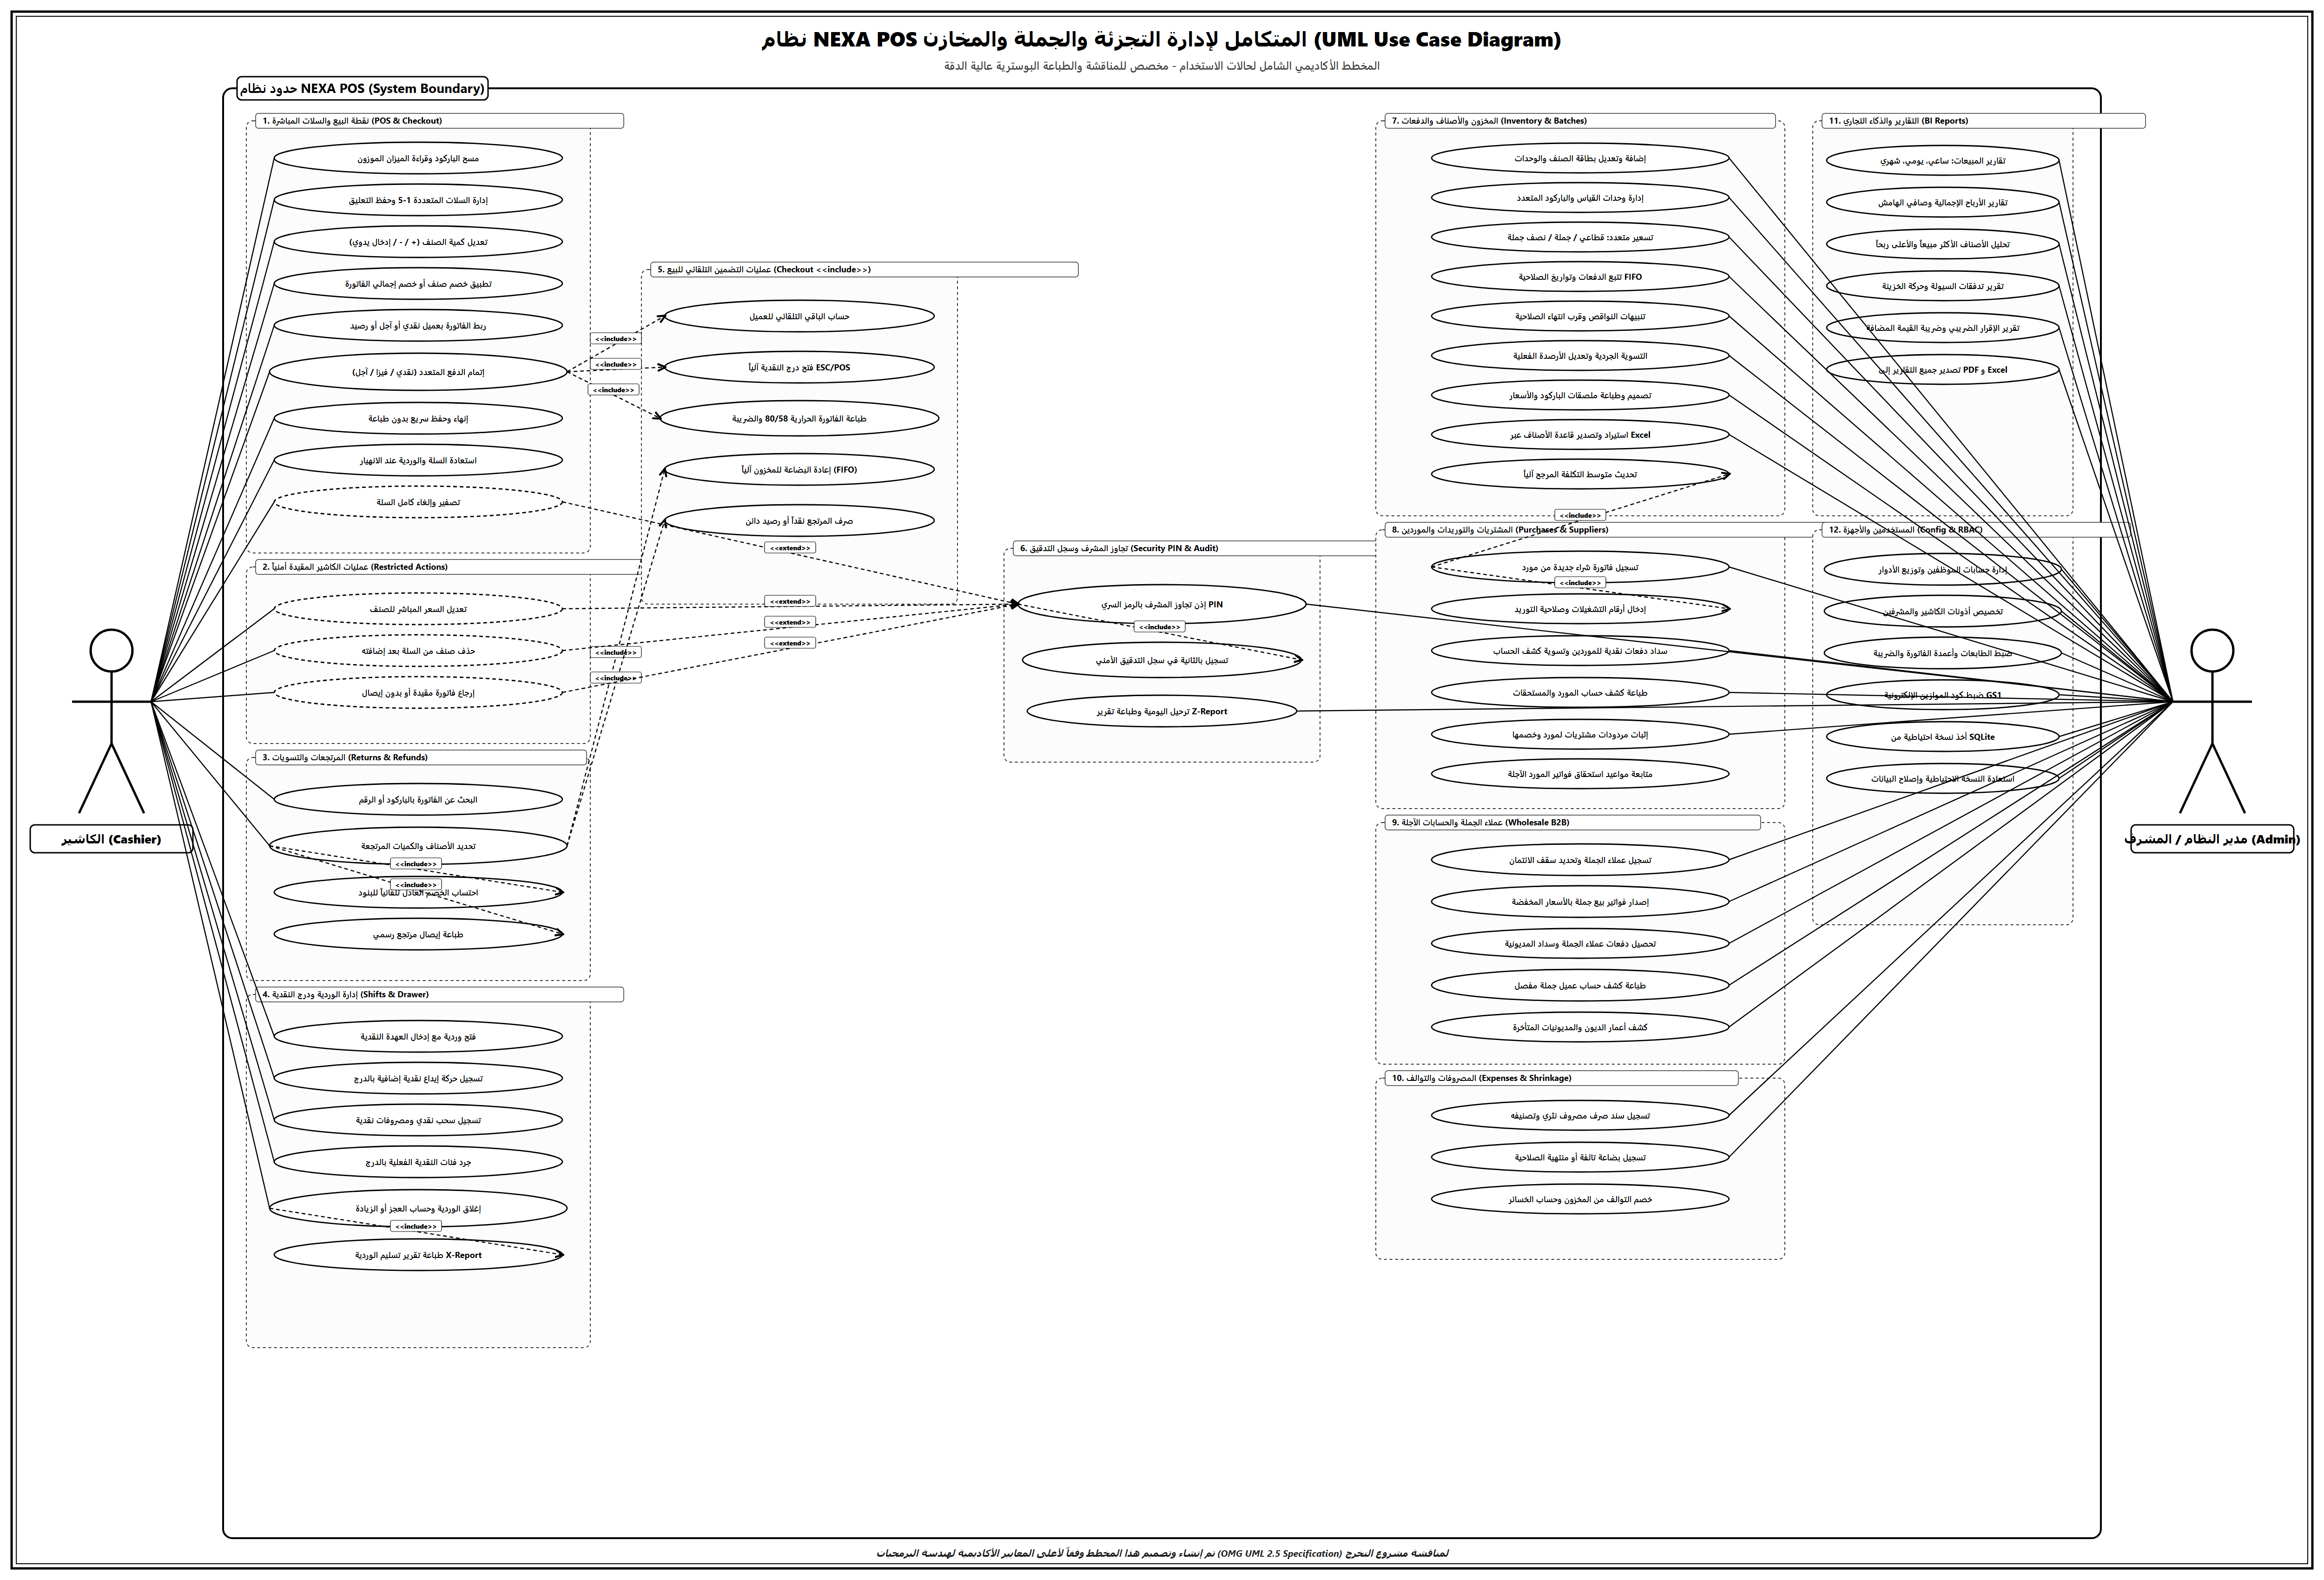 نظام NEXA POS المتكامل لإدارة التجزئة والجملة والمخازن (UML Use Case Diagram)
المخطط الأكاديمي الشامل لحالات الاستخدام - مخصص للمناقشة والطباعة البوسترية عالية الدقة
حدود نظام NEXA POS (System Boundary)
1. نقطة البيع والسلات المباشرة (POS & Checkout)
مسح الباركود وقراءة الميزان الموزون
إدارة السلات المتعددة 1-5 وحفظ التعليق
تعديل كمية الصنف (+ / - / إدخال يدوي)
تطبيق خصم صنف أو خصم إجمالي الفاتورة
ربط الفاتورة بعميل نقدي أو آجل أو رصيد
إتمام الدفع المتعدد (نقدي / فيزا / آجل)
إنهاء وحفظ سريع بدون طباعة
استعادة السلة والوردية عند الانهيار
تصفير وإلغاء كامل السلة
2. عمليات الكاشير المقيدة أمنياً (Restricted Actions)
تعديل السعر المباشر للصنف
حذف صنف من السلة بعد إضافته
إرجاع فاتورة مقيدة أو بدون إيصال
3. المرتجعات والتسويات (Returns & Refunds)
البحث عن الفاتورة بالباركود أو الرقم
تحديد الأصناف والكميات المرتجعة
<<include>>
<<include>>
احتساب الخصم العادل تلقائياً للبنود
طباعة إيصال مرتجع رسمي
4. إدارة الوردية ودرج النقدية (Shifts & Drawer)
فتح وردية مع إدخال العهدة النقدية
تسجيل حركة إيداع نقدية إضافية بالدرج
تسجيل سحب نقدي ومصروفات نقدية
جرد فئات النقدية الفعلية بالدرج
إغلاق الوردية وحساب العجز أو الزيادة
<<include>>
طباعة تقرير تسليم الوردية X-Report
الكاشير (Cashier)
5. عمليات التضمين التلقائي للبيع (Checkout <<include>>)
حساب الباقي التلقائي للعميل
<<include>>
<<include>>
<<include>>
فتح درج النقدية آلياً ESC/POS
طباعة الفاتورة الحرارية 80/58 والضريبة
إعادة البضاعة للمخزون آلياً (FIFO)
صرف المرتجع نقداً أو رصيد دائن
<<extend>>
<<extend>>
<<extend>>
<<extend>>
<<include>>
<<include>>
6. تجاوز المشرف وسجل التدقيق (Security PIN & Audit)
إذن تجاوز المشرف بالرمز السري PIN
<<include>>
تسجيل بالثانية في سجل التدقيق الأمني
ترحيل اليومية وطباعة تقرير Z-Report
7. المخزون والأصناف والدفعات (Inventory & Batches)
إضافة وتعديل بطاقة الصنف والوحدات
إدارة وحدات القياس والباركود المتعدد
تسعير متعدد: قطاعي / جملة / نصف جملة
تتبع الدفعات وتواريخ الصلاحية FIFO
تنبيهات النواقص وقرب انتهاء الصلاحية
التسوية الجردية وتعديل الأرصدة الفعلية
تصميم وطباعة ملصقات الباركود والأسعار
استيراد وتصدير قاعدة الأصناف عبر Excel
تحديث متوسط التكلفة المرجح آلياً
<<include>>
8. المشتريات والتوريدات والموردين (Purchases & Suppliers)
تسجيل فاتورة شراء جديدة من مورد
<<include>>
إدخال أرقام التشغيلات وصلاحية التوريد
سداد دفعات نقدية للموردين وتسوية كشف الحساب
طباعة كشف حساب المورد والمستحقات
إثبات مردودات مشتريات لمورد وخصمها
متابعة مواعيد استحقاق فواتير المورد الآجلة
9. عملاء الجملة والحسابات الآجلة (Wholesale B2B)
تسجيل عملاء الجملة وتحديد سقف الائتمان
إصدار فواتير بيع جملة بالأسعار المخفضة
تحصيل دفعات عملاء الجملة وسداد المديونية
طباعة كشف حساب عميل جملة مفصل
كشف أعمار الديون والمديونيات المتأخرة
10. المصروفات والتوالف (Expenses & Shrinkage)
تسجيل سند صرف مصروف نثري وتصنيفه
تسجيل بضاعة تالفة أو منتهية الصلاحية
خصم التوالف من المخزون وحساب الخسائر
11. التقارير والذكاء التجاري (BI Reports)
تقارير المبيعات: ساعي، يومي، شهري
تقارير الأرباح الإجمالية وصافي الهامش
تحليل الأصناف الأكثر مبيعاً والأعلى ربحاً
تقرير تدفقات السيولة وحركة الخزينة
تقرير الإقرار الضريبي وضريبة القيمة المضافة
تصدير جميع التقارير إلى PDF و Excel
12. المستخدمين والأجهزة (Config & RBAC)
إدارة حسابات الموظفين وتوزيع الأدوار
تخصيص أذونات الكاشير والمشرفين
ضبط الطابعات وأعمدة الفاتورة والضريبة
ضبط كود الموازين الإلكترونية GS1
أخذ نسخة احتياطية من SQLite
استعادة النسخة الاحتياطية وإصلاح البيانات
مدير النظام / المشرف (Admin)
تم إنشاء وتصميم هذا المخطط وفقاً لأعلى المعايير الأكاديمية لهندسة البرمجيات (OMG UML 2.5 Specification) لمناقشة مشروع التخرج